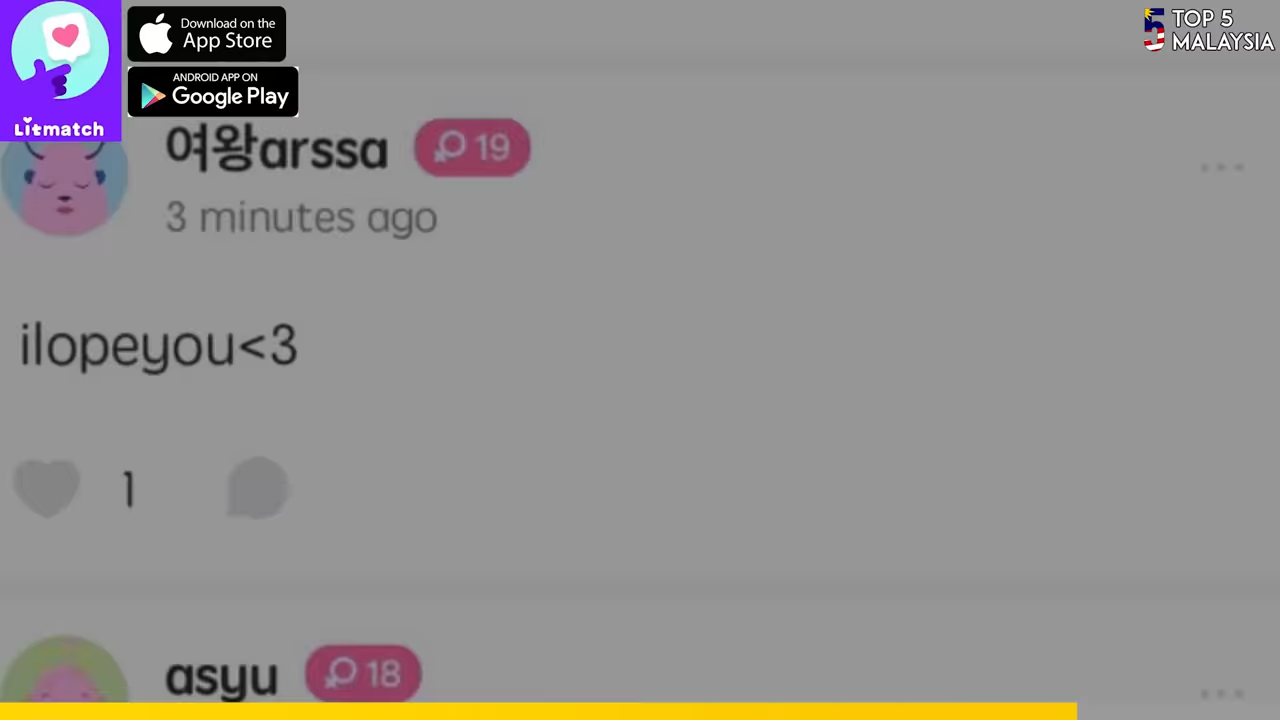 Litmatch
Download on the
App Store
ANDROID APP ON
Google Play
5 TOP 5
MALAYSIA
여왕arssa 19
3 minutes ago
ilopeyou<3
1
asyu 18